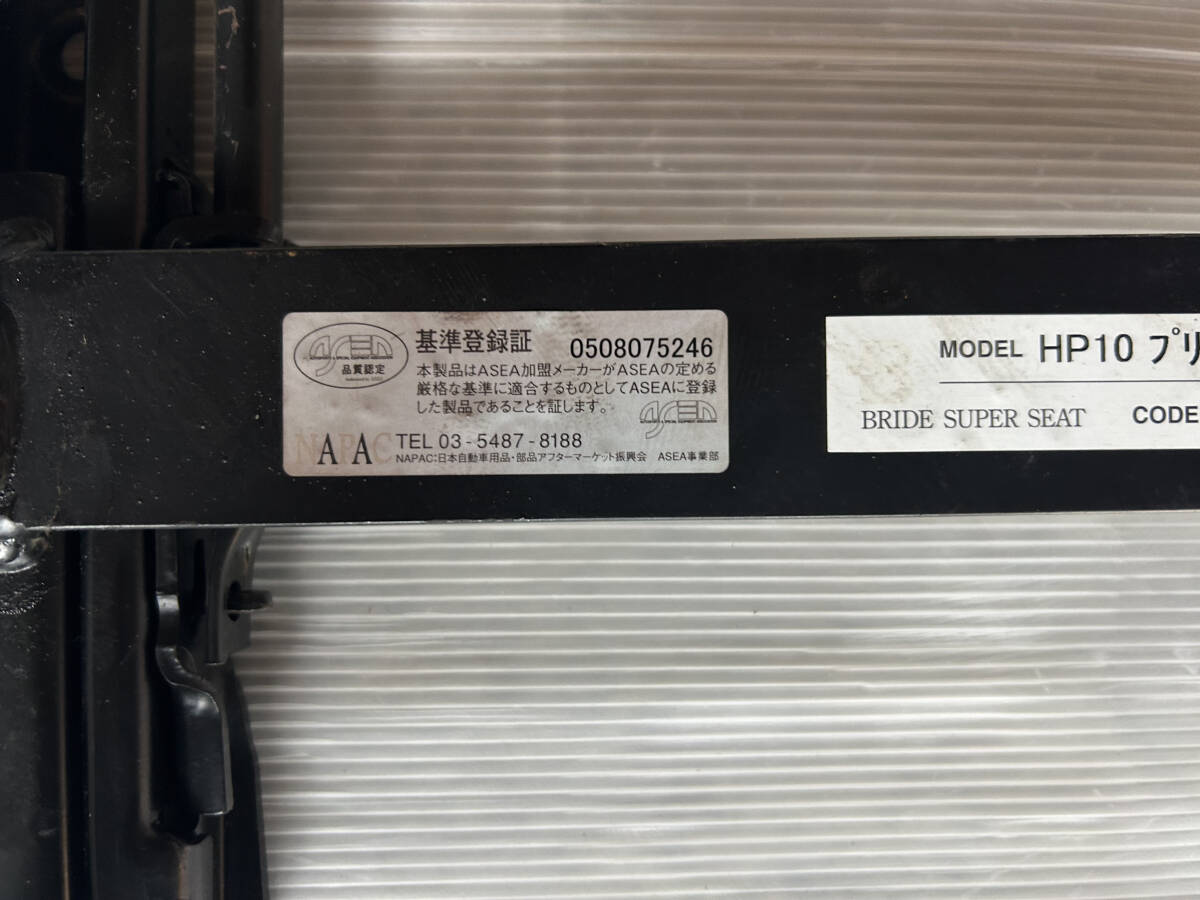 ASEA
品質認定
基準登録証 0508075246
本製品はASEA加盟メーカーがASEAの定める
厳格な基準に適合するものとしてASEAに登録
した製品であることを証します。
ASEA
NAPAC TEL 03-5487-8188
NAPAC:日本自動車用品・部品アフターマーケット振興会 ASEA事業部
MODEL HP10 プリ
BRIDE SUPER SEAT CODE